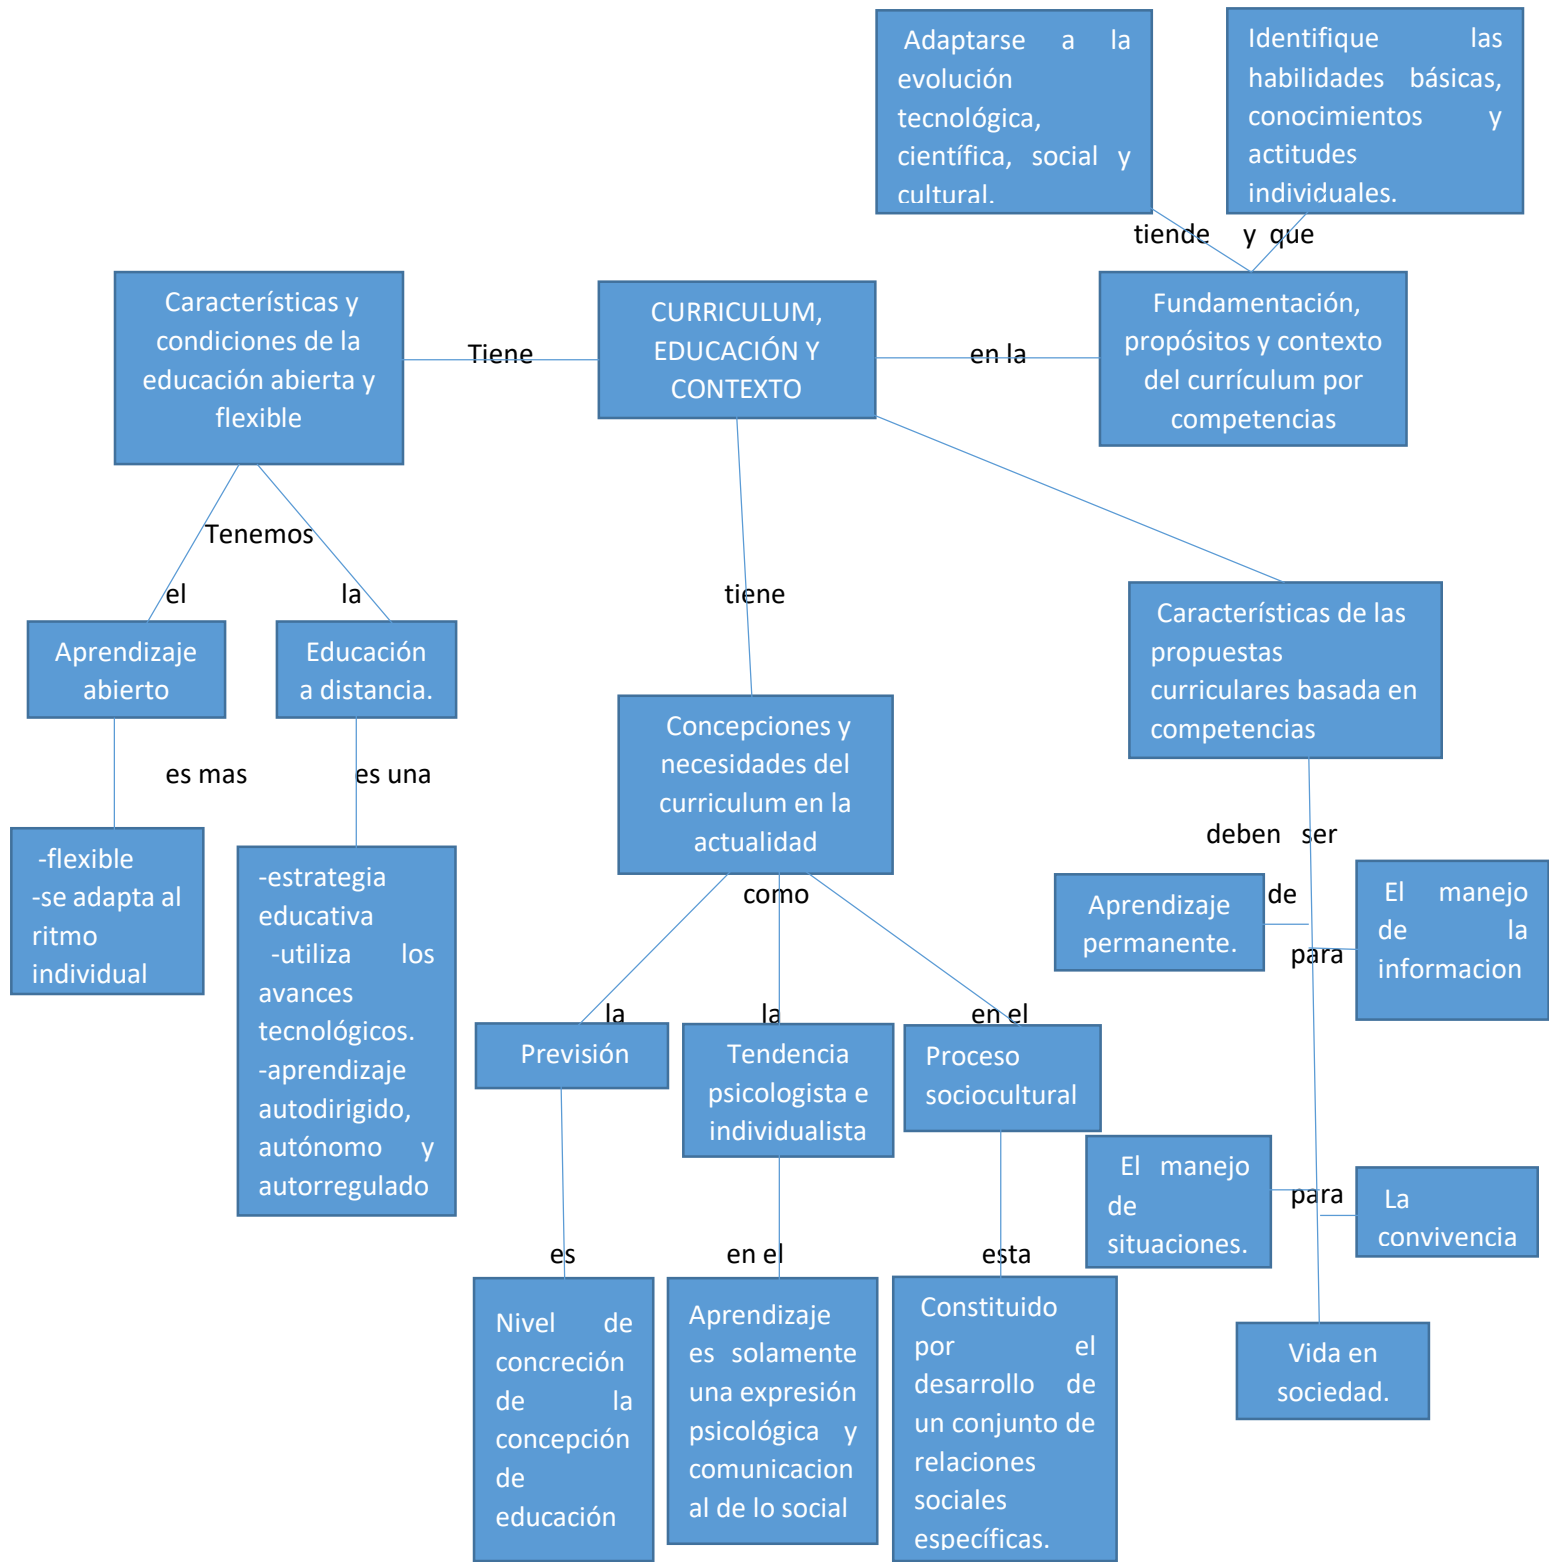 Adaptarse a la
evolución
tecnológica,
científica, social y
cultural.
Identifique las
habilidades básicas,
conocimientos y
actitudes
individuales.
tiende y que
Características y
condiciones de la
educación abierta y
flexible
Tiene
CURRICULUM,
EDUCACIÓN Y
CONTEXTO
en la
Fundamentación,
propósitos y contexto
del currículum por
competencias
Tenemos
el
la
Aprendizaje
abierto
Educación
a distancia.
es mas
es una
-flexible
-se adapta al
ritmo
individual
-estrategia
educativa
-utiliza los
avances
tecnológicos.
-aprendizaje
autodirigido,
autónomo y
autorregulado
tiene
Concepciones y
necesidades del
curriculum en la
actualidad
como
la
la
en el
Previsión
Tendencia
psicologista e
individualista
Proceso
sociocultural
es
en el
esta
Nivel de
concreción
de la
concepción
de
educación
Aprendizaje
es solamente
una expresión
psicológica y
comunicacion
al de lo social
Constituido
por el
desarrollo de
un conjunto de
relaciones
sociales
específicas.
Características de las
propuestas
curriculares basada en
competencias
deben ser
Aprendizaje
permanente.
de
para
El manejo
de la
informacion
El manejo
de
situaciones.
para
La
convivencia
Vida en
sociedad.